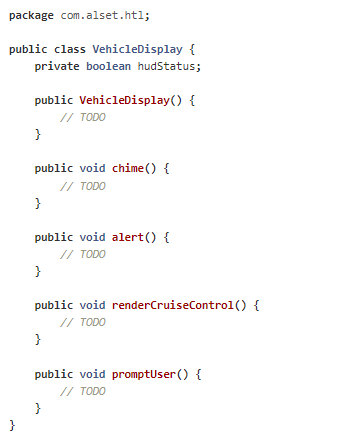 package com.alset.htl;

public class VehicleDisplay {
    private boolean hudStatus;

    public VehicleDisplay() {
        // TODO
    }

    public void chime() {
        // TODO
    }

    public void alert() {
        // TODO
    }

    public void renderCruiseControl() {
        // TODO
    }

    public void promptUser() {
        // TODO
    }
}